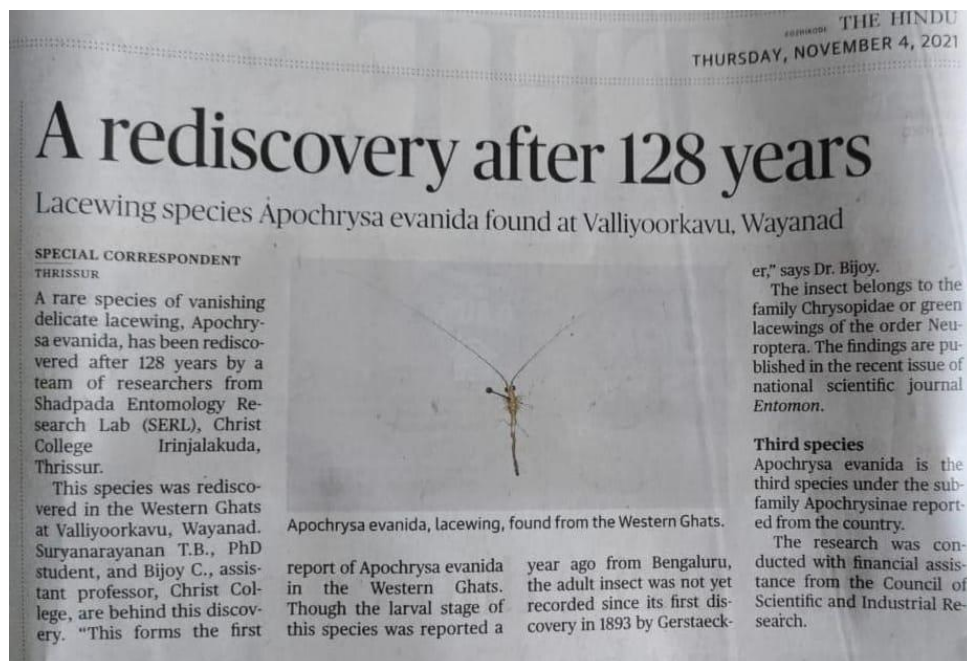 THE HINDU
KOZHIKODE
THURSDAY, NOVEMBER 4, 2021
A rediscovery after 128 years
Lacewing species Apochrysa evanida found at Valliyoorkavu, Wayanad
SPECIAL CORRESPONDENT
THRISSUR
A rare species of vanishing
delicate lacewing, Apochry-
sa evanida, has been redisco-
vered after 128 years by a
team of researchers from
Shadpada Entomology Re-
search Lab (SERL), Christ
College Irinjalakuda,
Thrissur.
This species was redisco-
vered in the Western Ghats
at Valliyoorkavu, Wayanad.
Suryanarayanan T.B., PhD
student, and Bijoy C., assis-
tant professor, Christ Col-
lege, are behind this discov-
ery. “This forms the first
Apochrysa evanida, lacewing, found from the Western Ghats.
report of Apochrysa evanida
in the Western Ghats.
Though the larval stage of
this species was reported a
year ago from Bengaluru,
the adult insect was not yet
recorded since its first dis-
covery in 1893 by Gerstaeck-
er,” says Dr. Bijoy.
The insect belongs to the
family Chrysopidae or green
lacewings of the order Neu-
roptera. The findings are pu-
blished in the recent issue of
national scientific journal
Entomon.
Third species
Apochrysa evanida is the
third species under the sub-
family Apochrysinae report-
ed from the country.
The research was con-
ducted with financial assis-
tance from the Council of
Scientific and Industrial Re-
search.